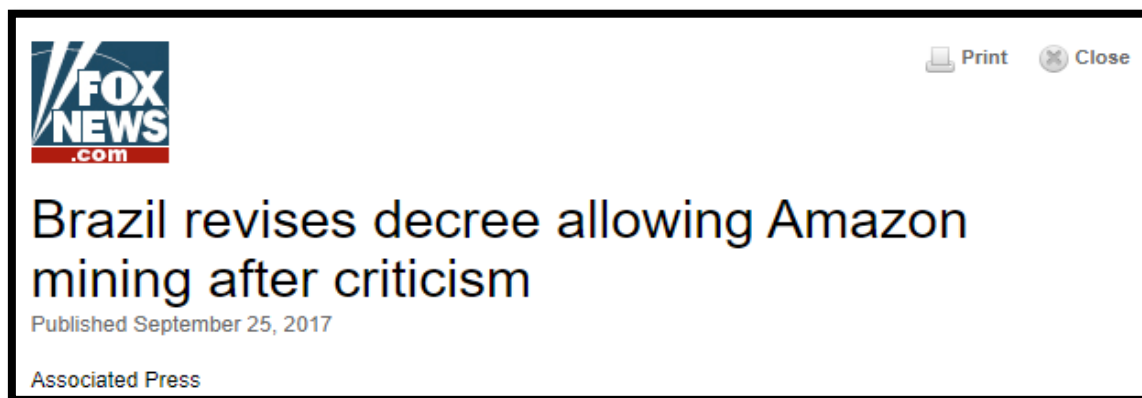 Print
Close
FOX
NEWS
.com
Brazil revises decree allowing Amazon
mining after criticism
Published September 25, 2017
Associated Press